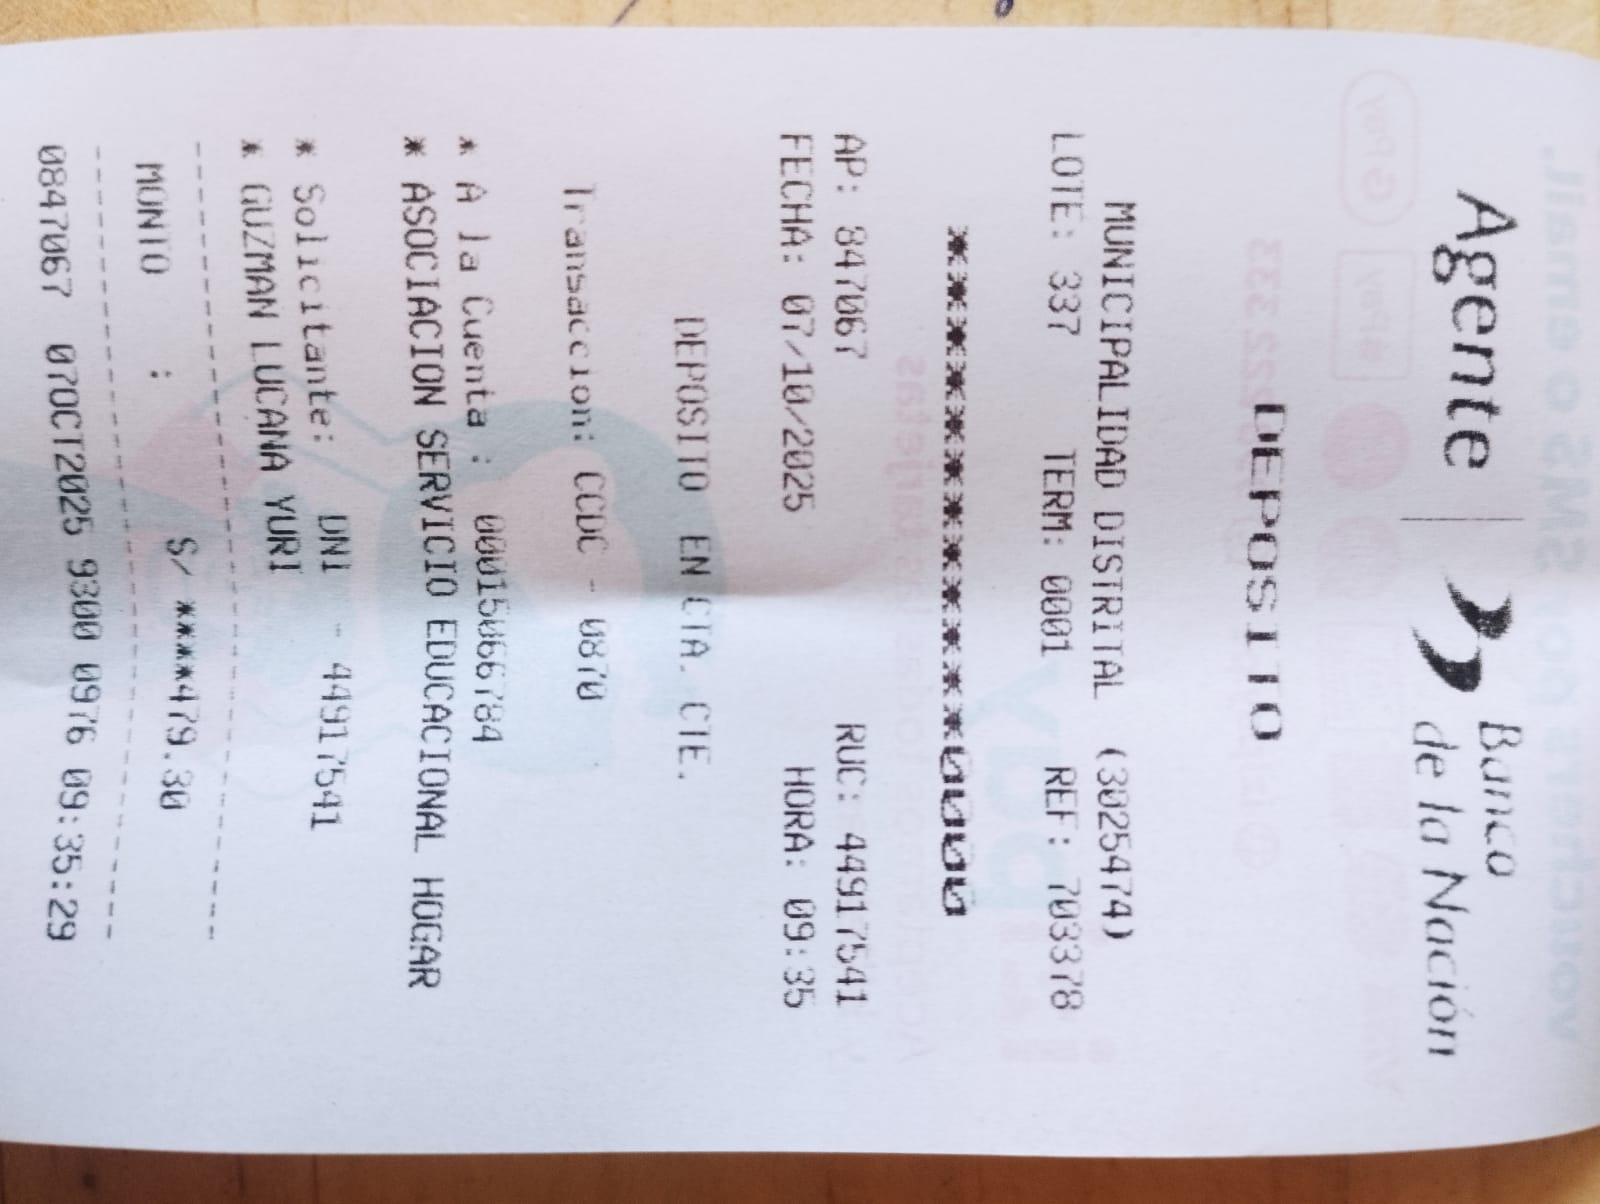 Agente
Banco
de la Nación
DEPOSITO
MUNICIPALIDAD DISTRITAL (3025474)
LOTE: 337 TERM: 0001 REF: 703378
AP: 847067 RUC: 44917541
FECHA: 07/10/2025 HORA: 09:35
DEPOSITO EN CTA. CTE.
Transaccion: CCDC - 0870
* A la Cuenta : 00015066784
* ASOCIACION SERVICIO EDUCACIONAL HOGAR
* Solicitante: DNI - 44917541
* GUZMAN LUCANA YURI
MONTO : S/ *****479.30
0847067 07OCT2025 9300 0976 09:35:29